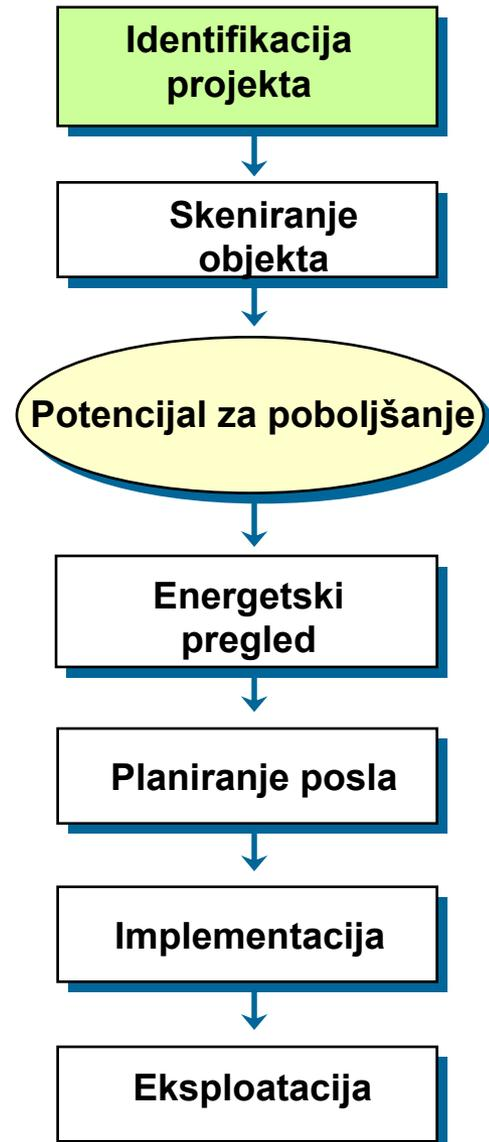 Identifikacija
projekta
Skeniranje
objekta
Potencijal za poboljšanje
Energetski
pregled
Planiranje posla
Implementacija
Eksploatacija